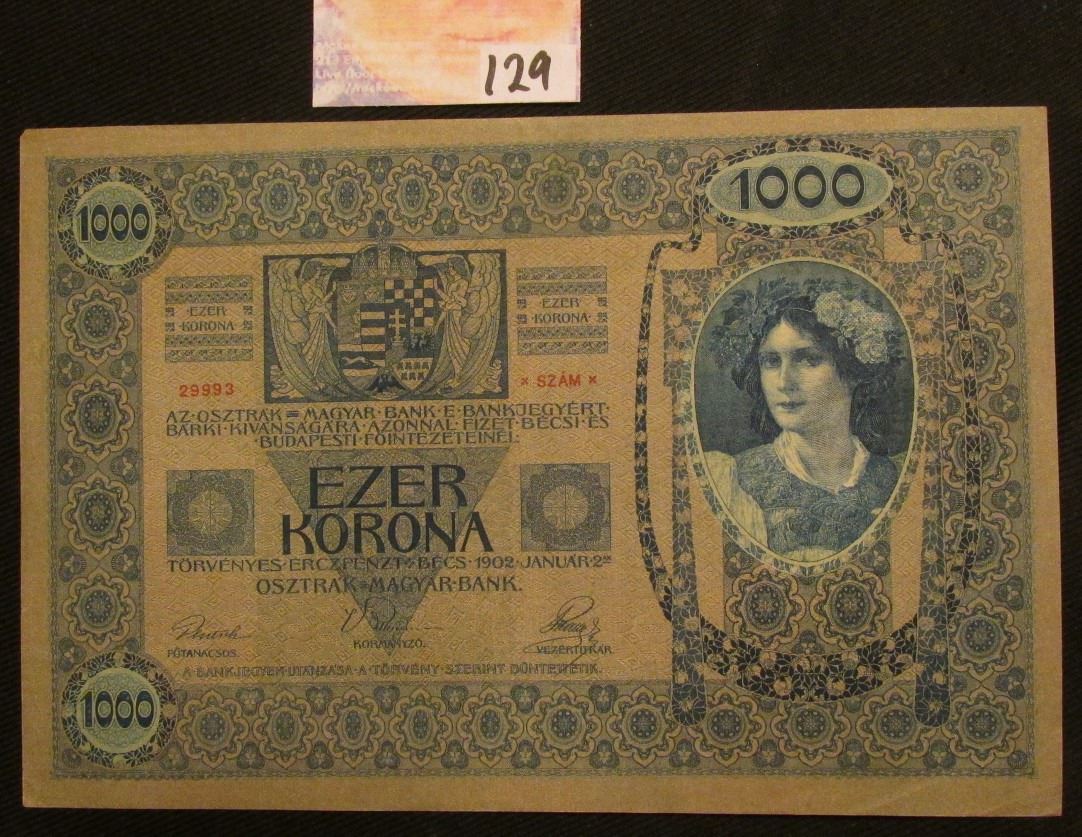 129
1000
1000
EZER
KORONA
EZER
KORONA
29993
× SZÁM ×
AZ·OSZTRÁK=MAGYAR·BANK·E·BANKJEGYÉRT·
BÁRKI·KIVÁNSÁGÁRA·AZONNAL·FIZET·BÉCSI·ÉS
·BUDAPESTI·FŐINTÉZETEINÉL:
EZER
KORONA
TÖRVÉNYES·ÉRCZPÉNZT·BÉCS·1902·JANUÁR·2ÁN
OSZTRÁK=MAGYAR·BANK.
FŐTANÁCSOS.
KORMÁNYZÓ.
VEZÉRTITKÁR.
A·BANKJEGYEK·UTÁNZÁSA·A·TÖRVÉNY·SZERINT·BÜNTETTETIK.
1000